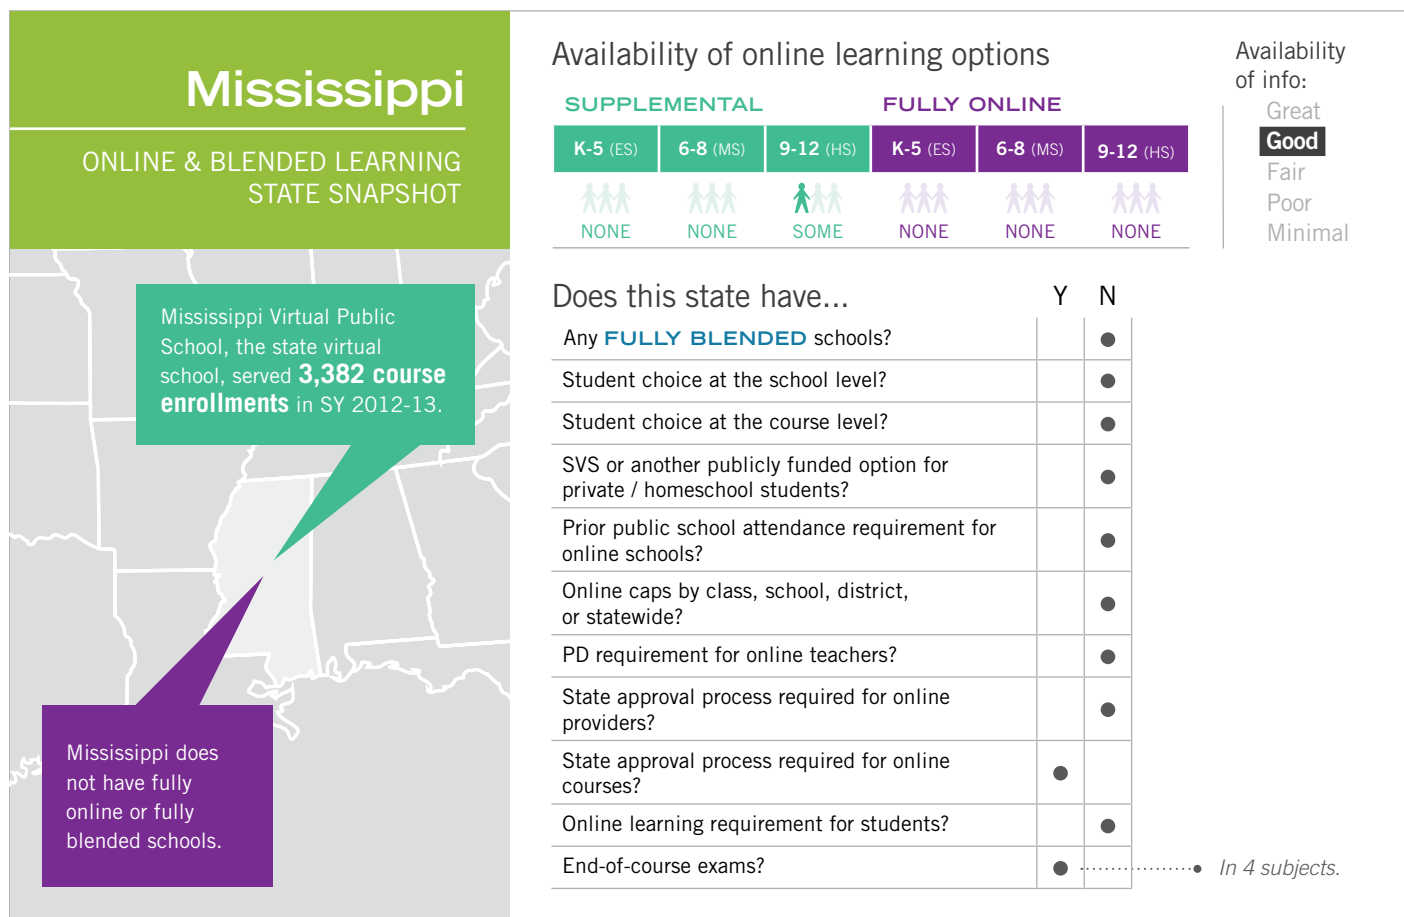 Mississippi
ONLINE & BLENDED LEARNING
STATE SNAPSHOT
Mississippi Virtual Public
School, the state virtual
school, served 3,382 course
enrollments in SY 2012-13.
Mississippi does
not have fully
online or fully
blended schools.
Availability of online learning options
SUPPLEMENTAL FULLY ONLINE
K-5 (ES) 6-8 (MS) 9-12 (HS) K-5 (ES) 6-8 (MS) 9-12 (HS)
NONE NONE SOME NONE NONE NONE
Availability
of info:
Great
Good
Fair
Poor
Minimal
Does this state have... Y N
Any FULLY BLENDED schools?
Student choice at the school level?
Student choice at the course level?
SVS or another publicly funded option for
private / homeschool students?
Prior public school attendance requirement for
online schools?
Online caps by class, school, district,
or statewide?
PD requirement for online teachers?
State approval process required for online
providers?
State approval process required for online
courses?
Online learning requirement for students?
End-of-course exams? In 4 subjects.